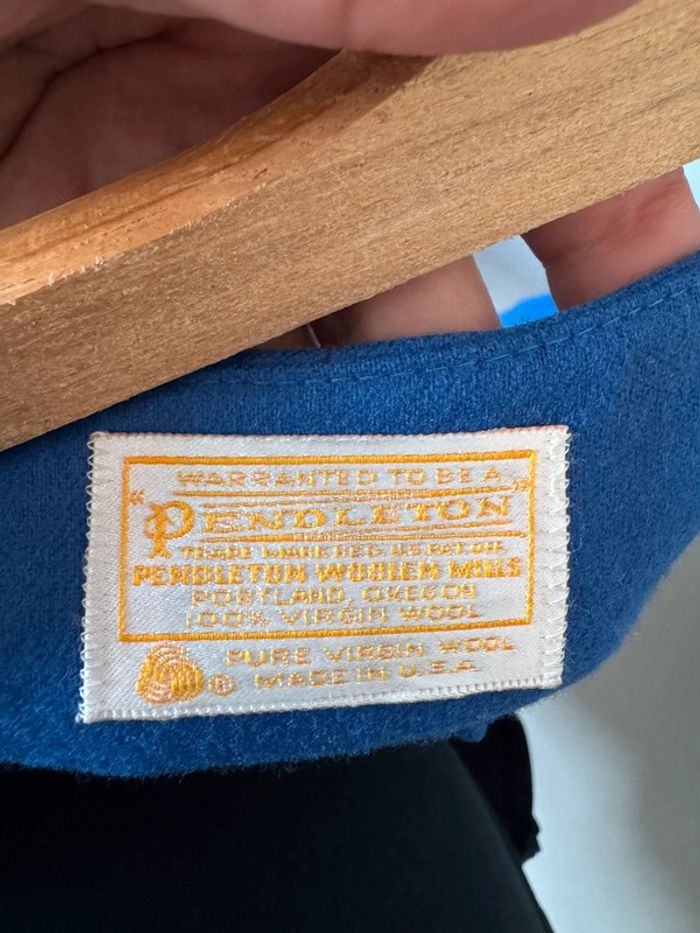 WARRANTED TO BE A
"PENDLETON"
TRADE MARK REG. U.S. PAT. OFF.
PENDLETON WOOLEN MILLS
PORTLAND, OREGON
100% VIRGIN WOOL
PURE VIRGIN WOOL
® MADE IN U.S.A.